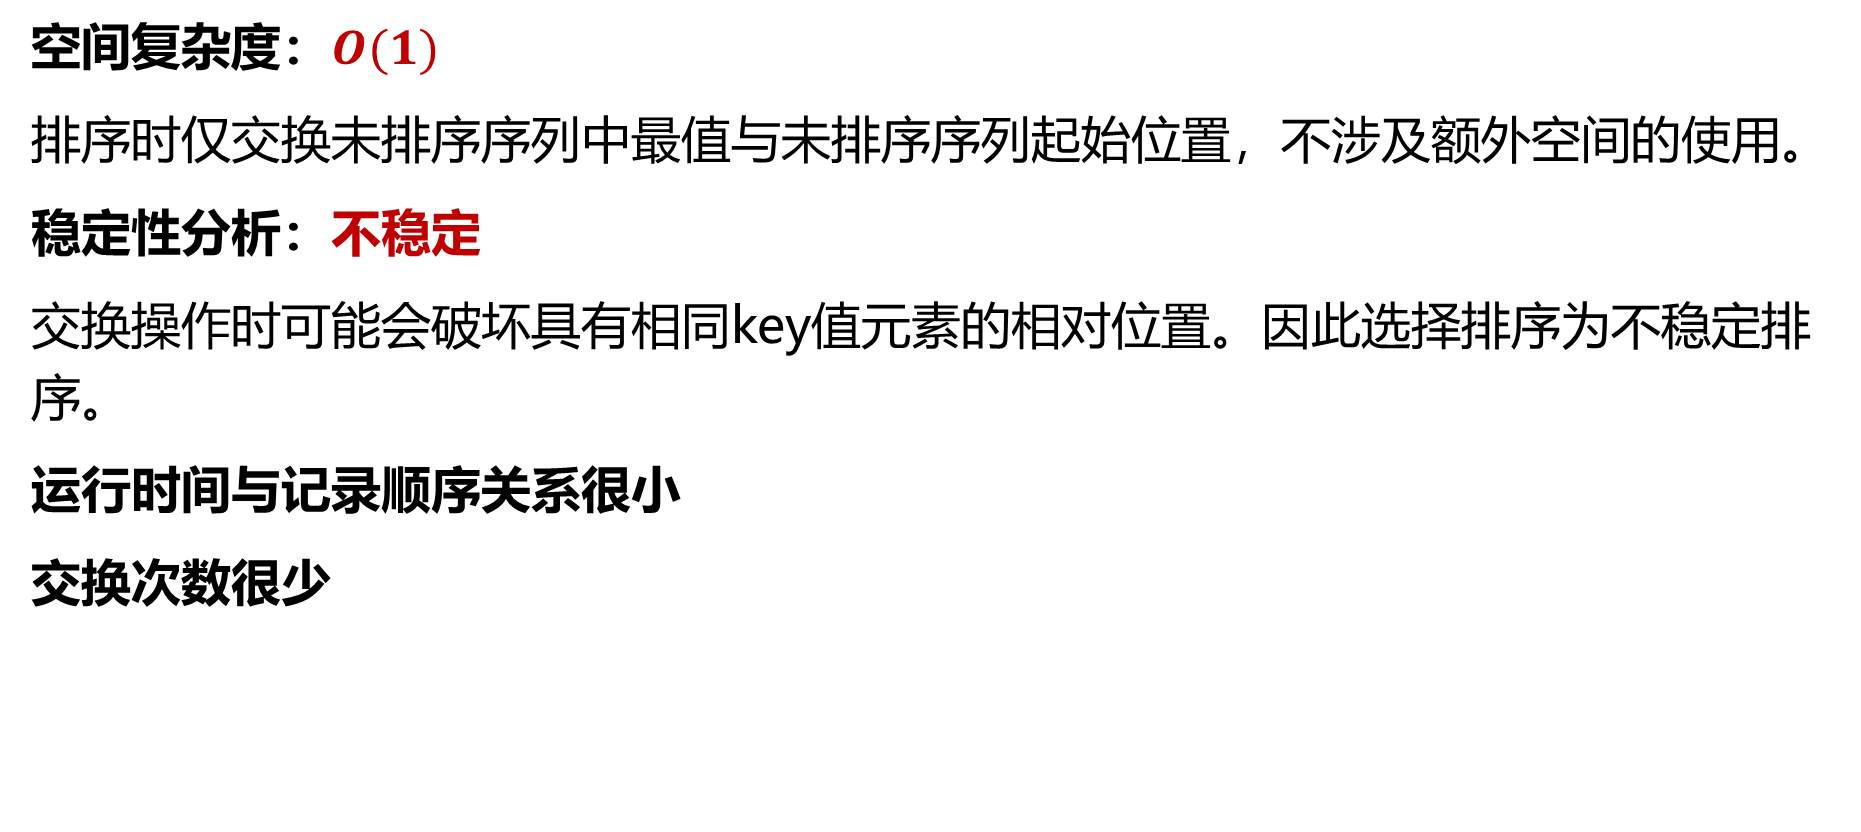 空间复杂度：O(1)
排序时仅交换未排序序列中最值与未排序序列起始位置，不涉及额外空间的使用。
稳定性分析：不稳定
交换操作时可能会破坏具有相同key值元素的相对位置。因此选择排序为不稳定排
序。
运行时间与记录顺序关系很小
交换次数很少